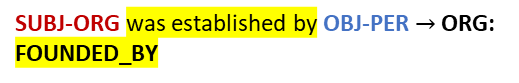 SUBJ-ORG was established by OBJ-PER → ORG:
FOUNDED_BY